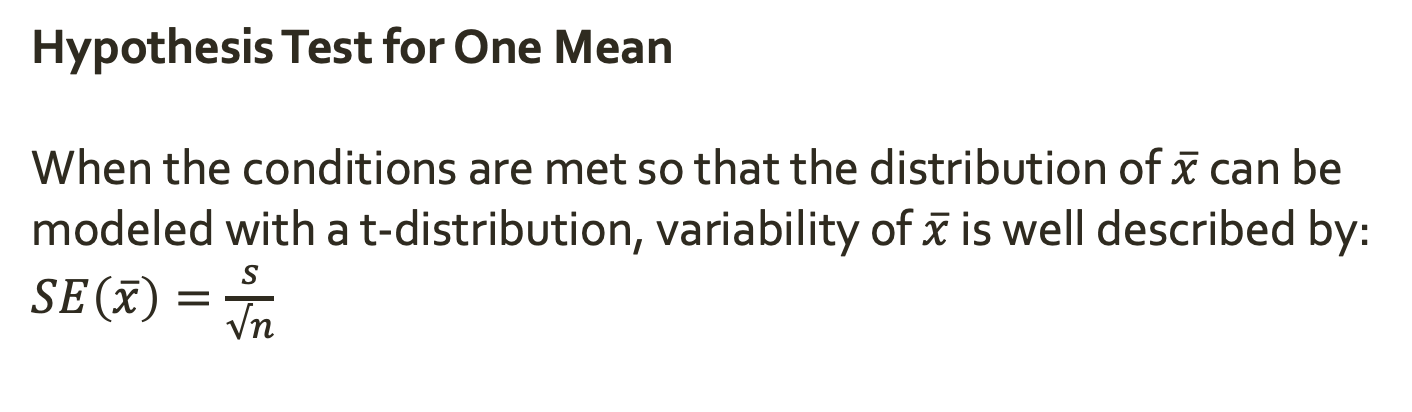 Hypothesis Test for One Mean
When the conditions are met so that the distribution of x̄ can be
modeled with a t-distribution, variability of x̄ is well described by:
SE(x̄) = s/√n